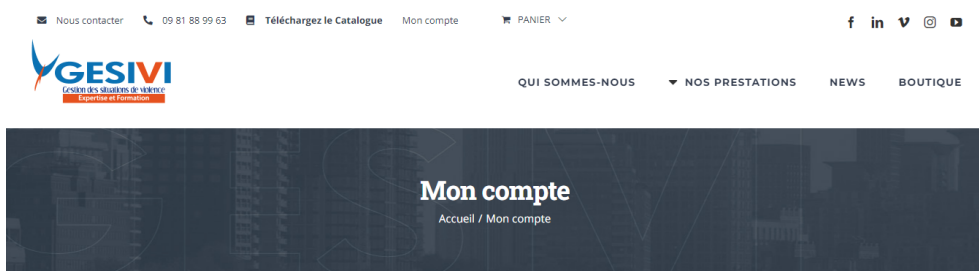 Nous contacter 09 81 88 99 63 Téléchargez le Catalogue Mon compte PANIER
GESIVI
Gestion des situations de violence
Expertise et Formation
QUI SOMMES-NOUS NOS PRESTATIONS NEWS BOUTIQUE
GESIVI
Mon compte
Accueil / Mon compte